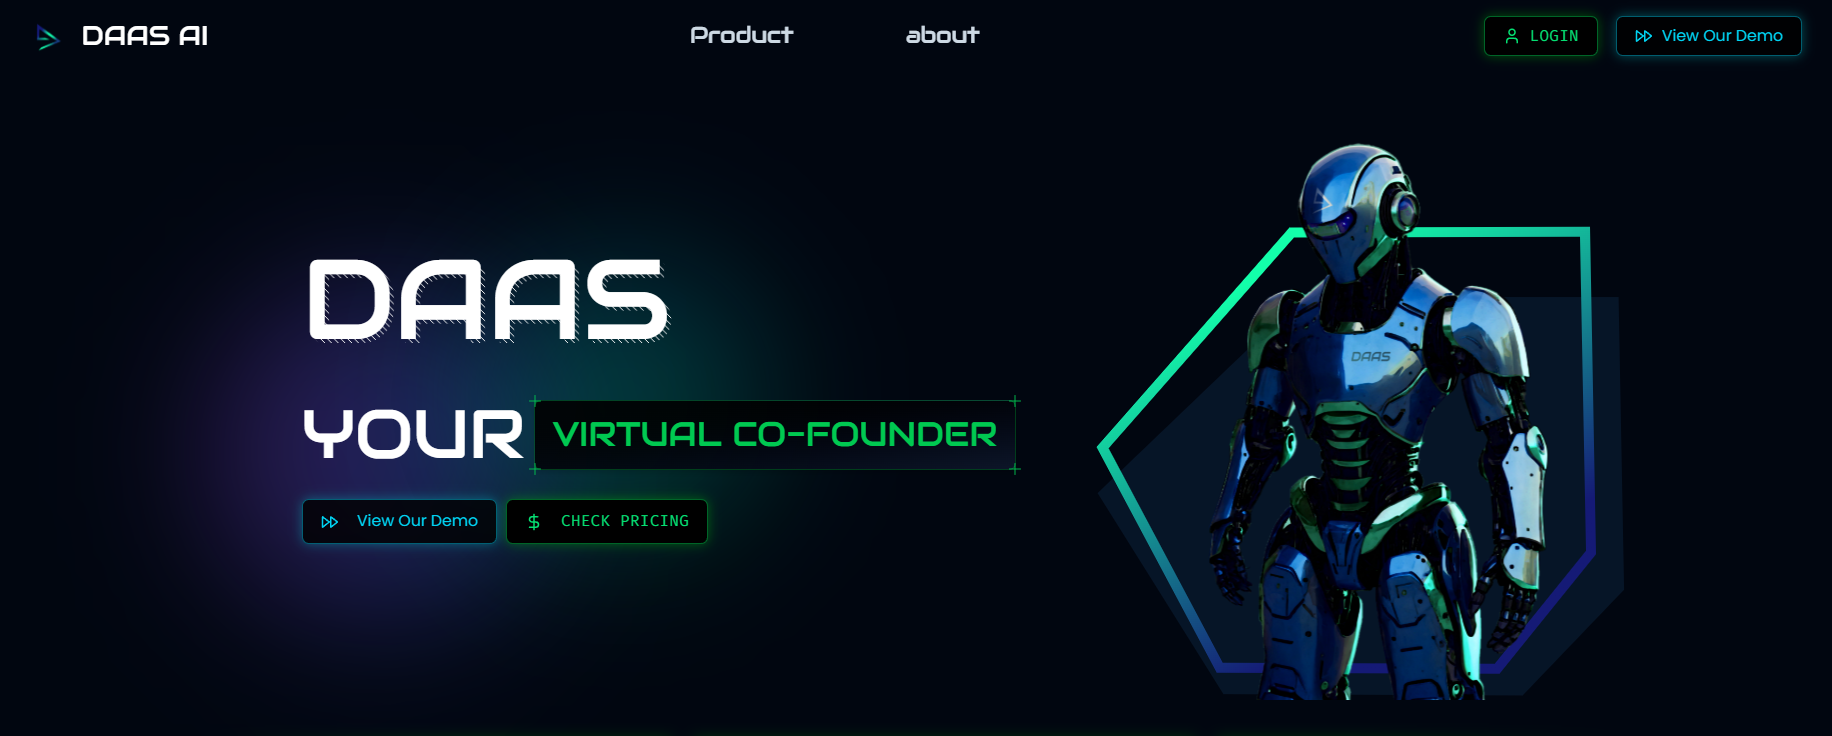 DAAS AI
Product
about
LOGIN
View Our Demo
DAAS
YOUR VIRTUAL CO-FOUNDER
View Our Demo
CHECK PRICING
DAAS